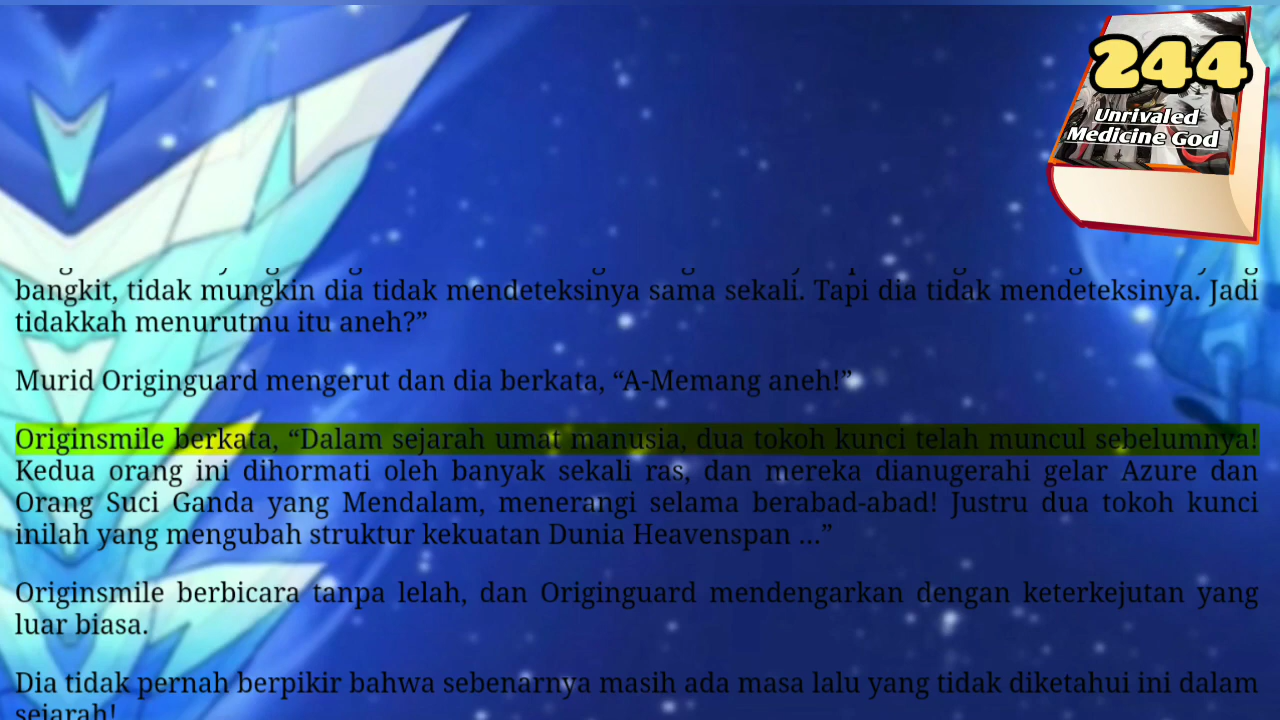 244
Unrivaled
Medicine God
bangkit, tidak mungkin dia tidak mendeteksinya sama sekali. Tapi dia tidak mendeteksinya. Jadi
tidakkah menurutmu itu aneh?”
Murid Originguard mengerut dan dia berkata, “A-Memang aneh!”
Originsmile berkata, “Dalam sejarah umat manusia, dua tokoh kunci telah muncul sebelumnya!
Kedua orang ini dihormati oleh banyak sekali ras, dan mereka dianugerahi gelar Azure dan
Orang Suci Ganda yang Mendalam, menerangi selama berabad-abad! Justru dua tokoh kunci
inilah yang mengubah struktur kekuatan Dunia Heavenspan ...”
Originsmile berbicara tanpa lelah, dan Originguard mendengarkan dengan keterkejutan yang
luar biasa.
Dia tidak pernah berpikir bahwa sebenarnya masih ada masa lalu yang tidak diketahui ini dalam
sejarah!